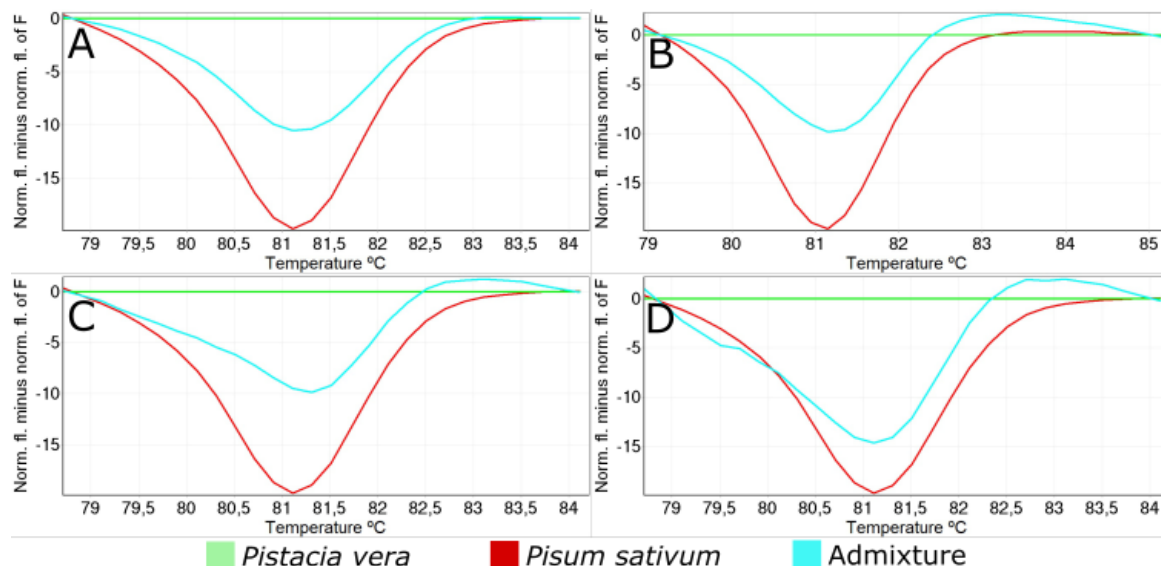 Norm. fl. minus norm. fl. of F
0
-5
-10
-15
A
79 79,5 80 80,5 81 81,5 82 82,5 83 83,5 84
Temperature ºC
Norm. fl. minus norm. fl. of F
0
-5
-10
-15
B
79 80 81 82 83 84 85
Temperature ºC
Norm. fl. minus norm. fl. of F
0
-5
-10
-15
C
79 79,5 80 80,5 81 81,5 82 82,5 83 83,5 84
Temperature ºC
Norm. fl. minus norm. fl. of F
0
-5
-10
-15
D
79 79,5 80 80,5 81 81,5 82 82,5 83 83,5 84
Temperature ºC
Pistacia vera Pisum sativum Admixture